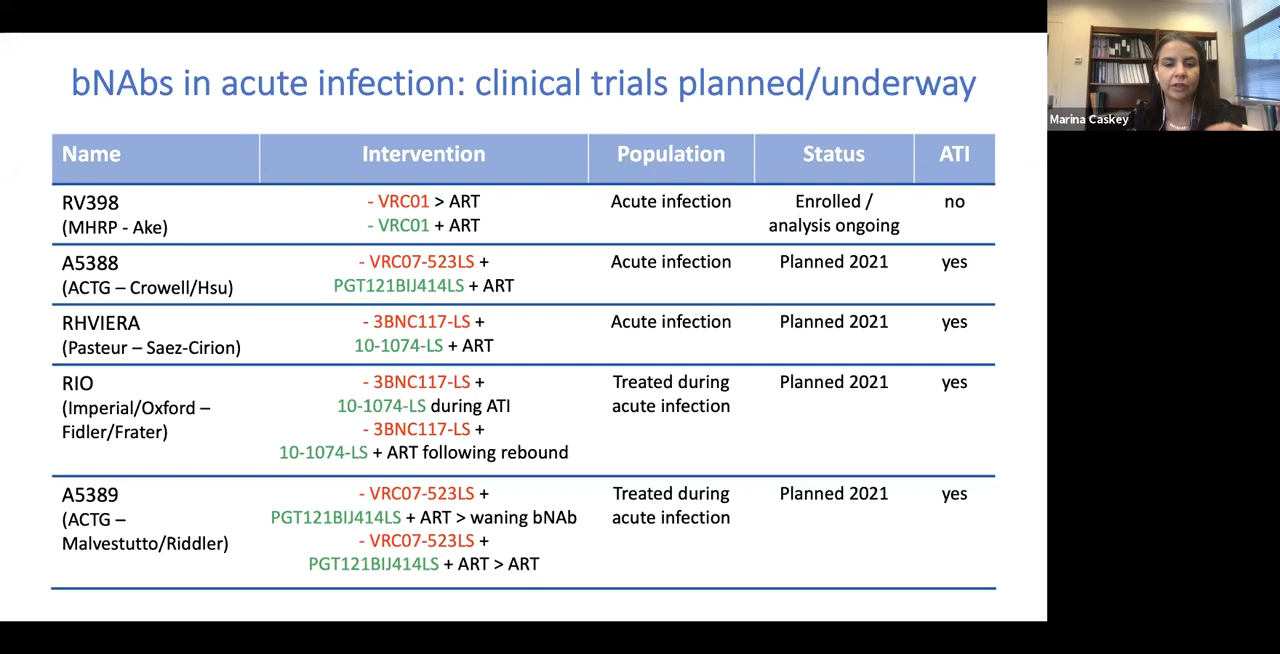 bNAbs in acute infection: clinical trials planned/underway
Marina Caskey
Name Intervention Population Status ATI
RV398
(MHRP - Ake)
- VRC01 > ART
- VRC01 + ART
Acute infection
Enrolled /
analysis ongoing
no
A5388
(ACTG – Crowell/Hsu)
- VRC07-523LS +
PGT121BIJ414LS + ART
Acute infection
Planned 2021
yes
RHVIERA
(Pasteur – Saez-Cirion)
- 3BNC117-LS +
10-1074-LS + ART
Acute infection
Planned 2021
yes
RIO
(Imperial/Oxford –
Fidler/Frater)
- 3BNC117-LS +
10-1074-LS during ATI
- 3BNC117-LS +
10-1074-LS + ART following rebound
Treated during
acute infection
Planned 2021
yes
A5389
(ACTG –
Malvestutto/Riddler)
- VRC07-523LS +
PGT121BIJ414LS + ART > waning bNAb
- VRC07-523LS +
PGT121BIJ414LS + ART > ART
Treated during
acute infection
Planned 2021
yes